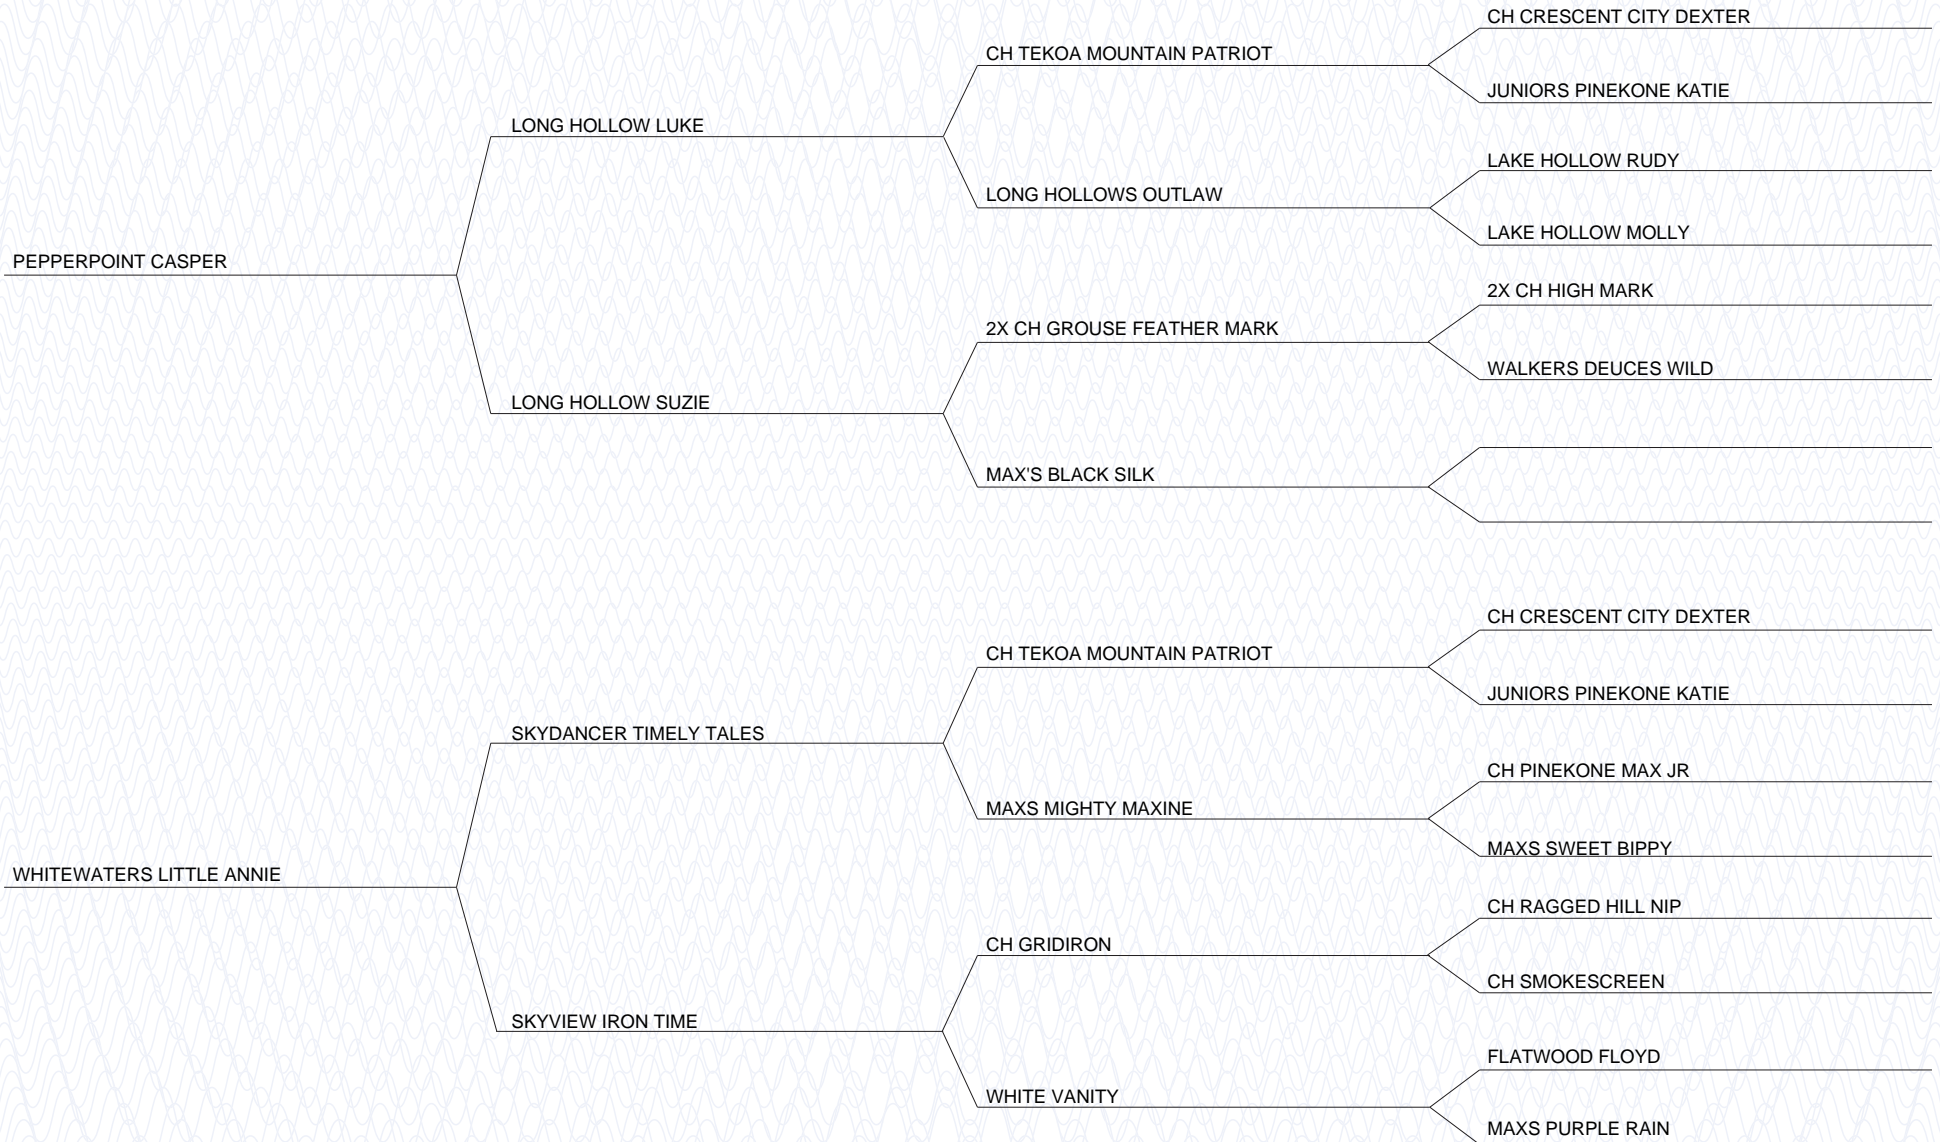 CH CRESCENT CITY DEXTER
CH TEKOA MOUNTAIN PATRIOT
JUNIORS PINEKONE KATIE
LONG HOLLOW LUKE
LAKE HOLLOW RUDY
LONG HOLLOWS OUTLAW
LAKE HOLLOW MOLLY
PEPPERPOINT CASPER
2X CH HIGH MARK
2X CH GROUSE FEATHER MARK
WALKERS DEUCES WILD
LONG HOLLOW SUZIE
MAX'S BLACK SILK
CH CRESCENT CITY DEXTER
CH TEKOA MOUNTAIN PATRIOT
JUNIORS PINEKONE KATIE
SKYDANCER TIMELY TALES
CH PINEKONE MAX JR
MAXS MIGHTY MAXINE
MAXS SWEET BIPPY
WHITEWATERS LITTLE ANNIE
CH RAGGED HILL NIP
CH GRIDIRON
CH SMOKESCREEN
SKYVIEW IRON TIME
FLATWOOD FLOYD
WHITE VANITY
MAXS PURPLE RAIN